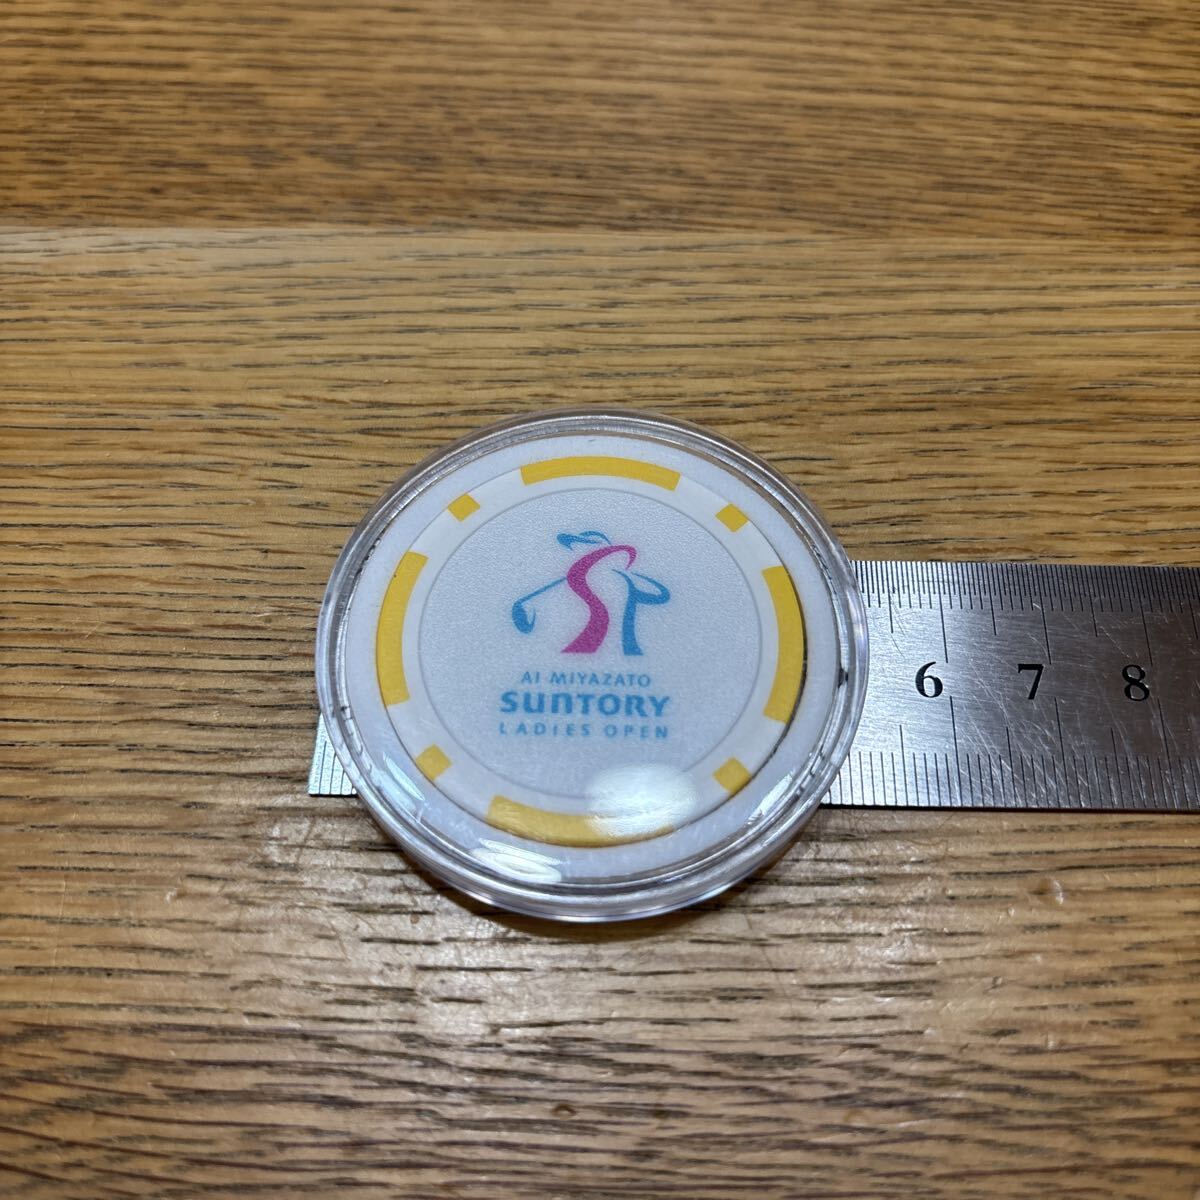 AI MIYAZATO
SUNTORY
LADIES OPEN
6 7 8